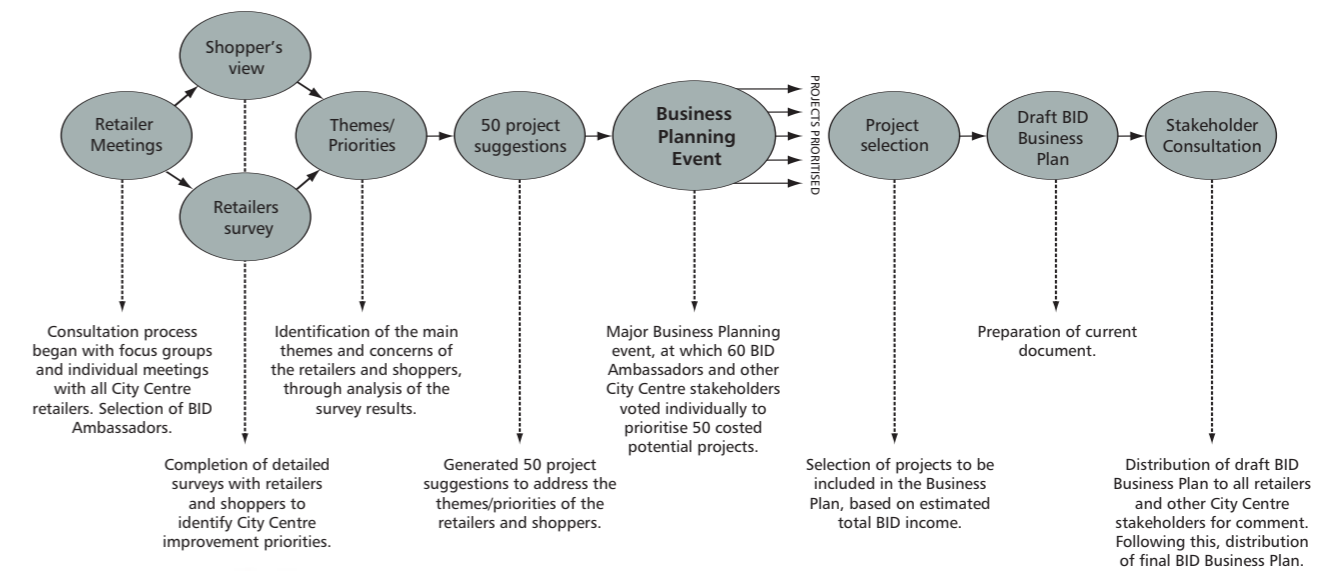 Shopper's
view
Retailer
Meetings
Retailers
survey
Themes/
Priorities
50 project
suggestions
Business
Planning
Event
PROJECTS PRIORITISED
Project
selection
Draft BID
Business
Plan
Stakeholder
Consultation
Consultation process
began with focus groups
and individual meetings
with all City Centre
retailers. Selection of BID
Ambassadors.
Completion of detailed
surveys with retailers
and shoppers to
identify City Centre
improvement priorities.
Identification of the main
themes and concerns of
the retailers and shoppers,
through analysis of the
survey results.
Generated 50 project
suggestions to address the
themes/priorities of the
retailers and shoppers.
Major Business Planning
event, at which 60 BID
Ambassadors and other
City Centre stakeholders
voted individually to
prioritise 50 costed
potential projects.
Selection of projects to be
included in the Business
Plan, based on estimated
total BID income.
Preparation of current
document.
Distribution of draft BID
Business Plan to all retailers
and other City Centre
stakeholders for comment.
Following this, distribution
of final BID Business Plan.